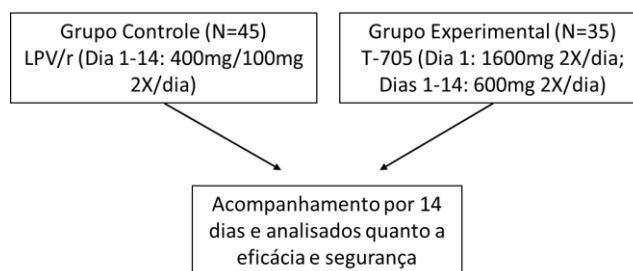 Grupo Controle (N=45)
LPV/r (Dia 1-14: 400mg/100mg
2X/dia)
Grupo Experimental (N=35)
T-705 (Dia 1: 1600mg 2X/dia;
Dias 1-14: 600mg 2X/dia)
Acompanhamento por 14
dias e analisados quanto a
eficácia e segurança